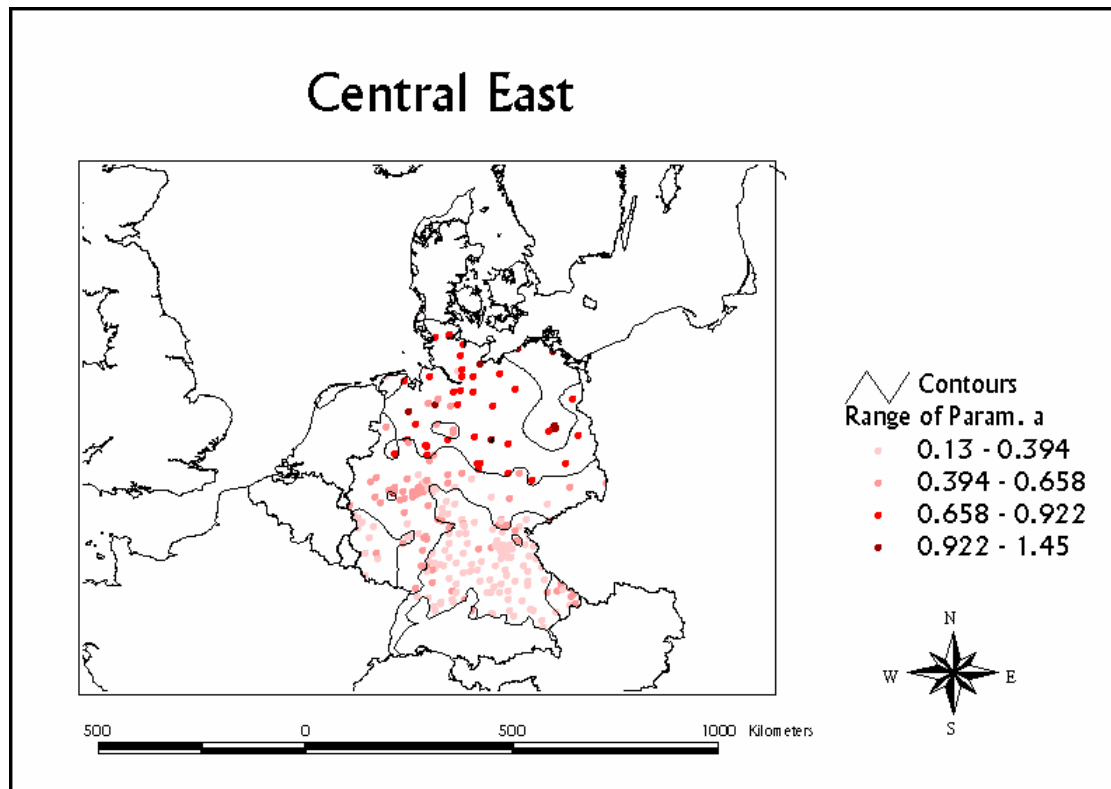 Central East
Contours
Range of Param. a
0.13 - 0.394
0.394 - 0.658
0.658 - 0.922
0.922 - 1.45
N
W E
S
500 0 500 1000 Kilometers